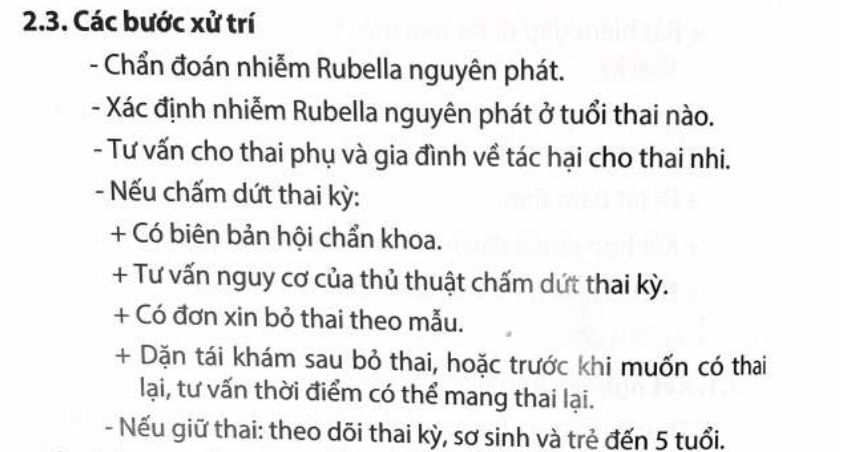 2.3. Các bước xử trí
- Chẩn đoán nhiễm Rubella nguyên phát.
- Xác định nhiễm Rubella nguyên phát ở tuổi thai nào.
- Tư vấn cho thai phụ và gia đình về tác hại cho thai nhi.
- Nếu chấm dứt thai kỳ:
+ Có biên bản hội chẩn khoa.
+ Tư vấn nguy cơ của thủ thuật chấm dứt thai kỳ.
+ Có đơn xin bỏ thai theo mẫu.
+ Dặn tái khám sau bỏ thai, hoặc trước khi muốn có thai
lại, tư vấn thời điểm có thể mang thai lại.
- Nếu giữ thai: theo dõi thai kỳ, sơ sinh và trẻ đến 5 tuổi.